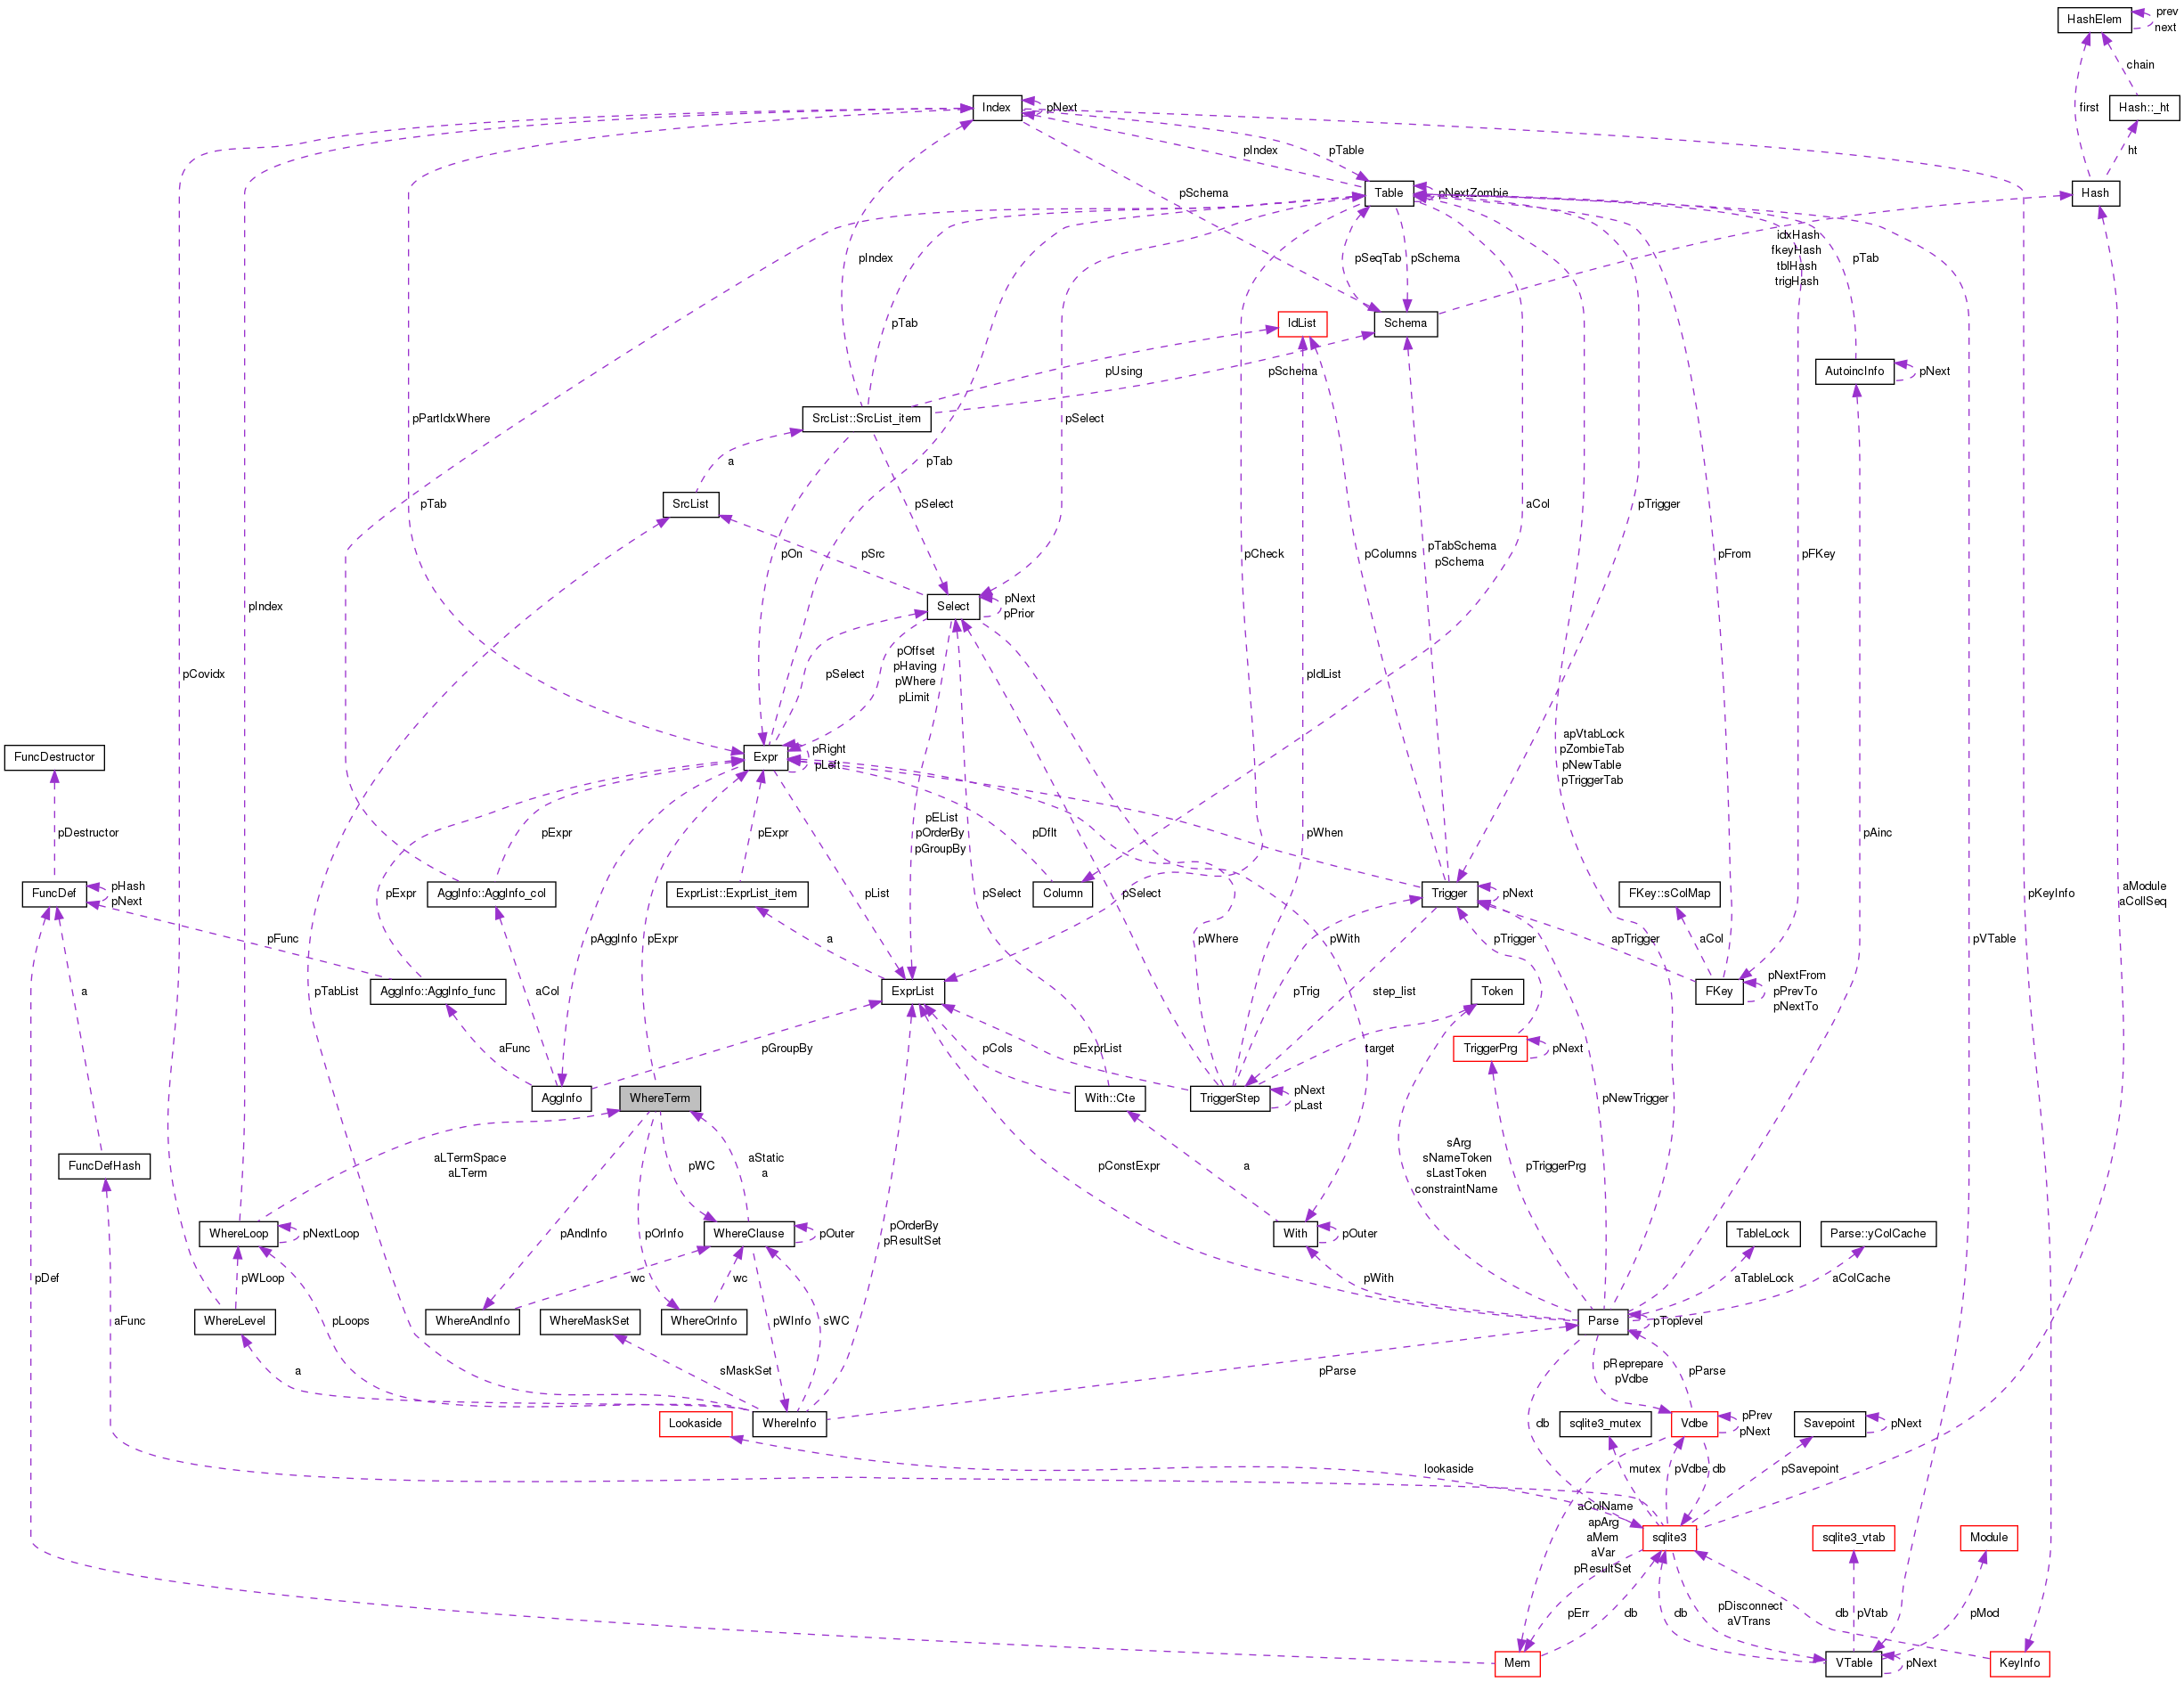 HashElem
prev
next
chain
Index
pNext
first
Hash::_ht
pIndex
pTable
ht
pSchema
Table
pNextZombie
Hash
idxHash
fkeyHash
tblHash
trigHash
pIndex
pSeqTab
pSchema
pTab
pTab
IdList
Schema
pUsing
pSchema
AutoincInfo
pNext
pPartIdxWhere
SrcList::SrcList_item
pSelect
a
pTab
pTab
SrcList
pSelect
aCol
pTrigger
pOn
pSrc
pCheck
pColumns
pTabSchema
pSchema
pFrom
pFKey
pIndex
Select
pNext
pPrior
pCovidx
pSelect
pOffset
pHaving
pWhere
pLimit
pIdList
FuncDestructor
Expr
pRight
pLeft
apVtabLock
pZombieTab
pNewTable
pTriggerTab
pDestructor
pExpr
pExpr
pEList
pOrderBy
pGroupBy
pDflt
pWhen
pAinc
FuncDef
pHash
pNext
pExpr
AggInfo::AggInfo_col
ExprList::ExprList_item
pList
pSelect
Column
pSelect
Trigger
pNext
FKey::sColMap
pKeyInfo
aModule
aCollSeq
pFunc
pAggInfo
pExpr
a
pWhere
pWith
pTrigger
apTrigger
aCol
pVTable
a
AggInfo::AggInfo_func
aCol
pTabList
ExprList
pTrig
step_list
Token
FKey
pNextFrom
pPrevTo
pNextTo
aFunc
pGroupBy
pCols
pExprList
target
TriggerPrg
pNext
AggInfo
WhereTerm
With::Cte
TriggerStep
pNext
pLast
pNewTrigger
FuncDefHash
aLTermSpace
aLTerm
pWC
aStatic
a
pConstExpr
a
sArg
sNameToken
sLastToken
constraintName
pTriggerPrg
WhereLoop
pNextLoop
pAndInfo
pOrInfo
WhereClause
pOuter
pOrderBy
pResultSet
With
pOuter
TableLock
Parse::yColCache
pDef
pWLoop
wc
wc
pWith
aTableLock
aColCache
aFunc
WhereLevel
pLoops
WhereAndInfo
WhereMaskSet
WhereOrInfo
pWInfo
sWC
Parse
pToplevel
a
sMaskSet
pParse
pReprepare
pVdbe
pParse
Lookaside
WhereInfo
db
sqlite3_mutex
Vdbe
pPrev
pNext
Savepoint
pNext
lookaside
mutex
pVdbe
db
pSavepoint
aColName
apArg
aMem
aVar
pResultSet
sqlite3
sqlite3_vtab
Module
pErr
db
db
pDisconnect
aVTrans
pVtab
pMod
db
Mem
VTable
pNext
KeyInfo